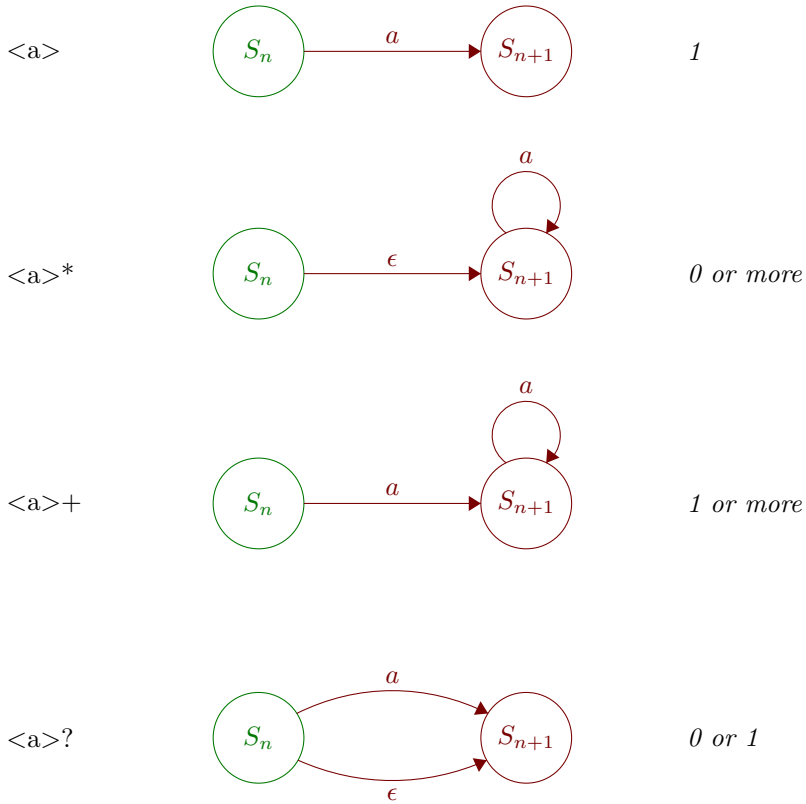 <a> S_n a S_{n+1} 1
a
<a>* S_n ϵ S_{n+1} 0 or more
a
<a>+ S_n a S_{n+1} 1 or more
a
<a>? S_n S_{n+1} 0 or 1
ϵ